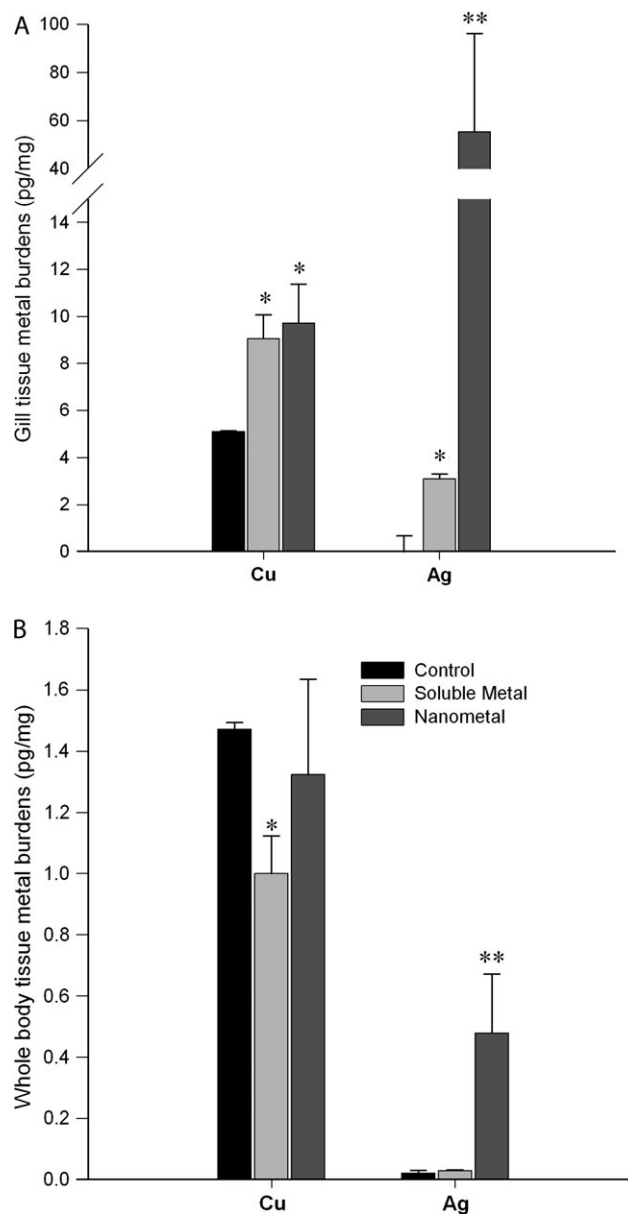 A
Gill tissue metal burdens (pg/mg)
100
80
60
40
14
12
10
8
6
4
2
0
* * * **
Cu Ag
B
Whole body tissue metal burdens (pg/mg)
1.8
1.6
1.4
1.2
1.0
0.8
0.6
0.4
0.2
0.0
Control
Soluble Metal
Nanometal
* **
Cu Ag